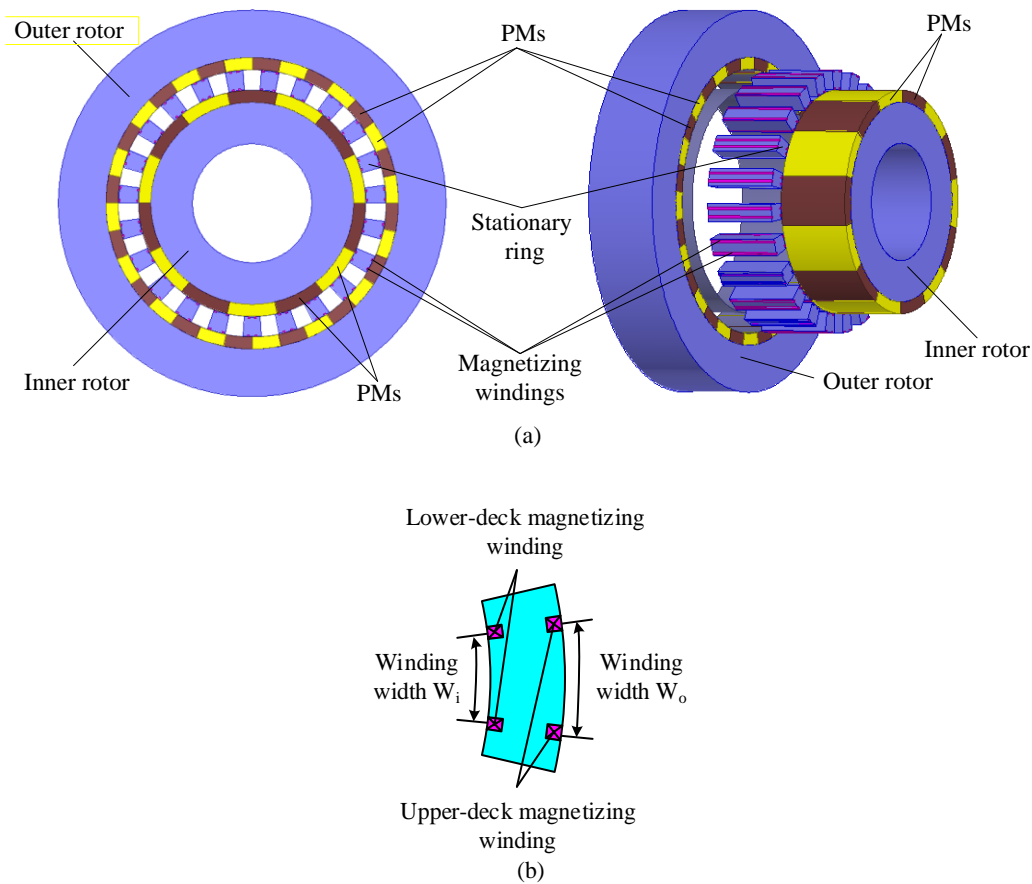 Outer rotor
PMs
PMs
Stationary
ring
Inner rotor
PMs
Magnetizing
windings
Inner rotor
Outer rotor
(a)
Lower-deck magnetizing
winding
Winding
width Wi
Winding
width Wo
Upper-deck magnetizing
winding
(b)